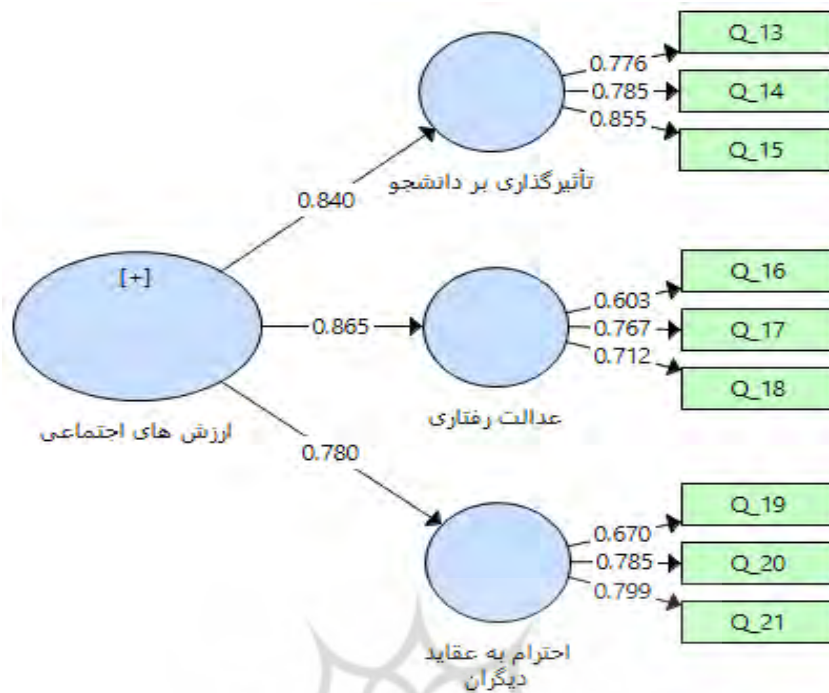 Q_13
0.776
Q_14
0.785
Q_15
0.855
تأثیرگذاری بر دانشجو
0.840
[+]
Q_16
0.603
Q_17
0.767
0.865
Q_18
0.712
عدالت رفتاری
ارزش های اجتماعی
0.780
Q_19
0.670
Q_20
0.785
Q_21
0.799
احترام به عقاید
دیگران